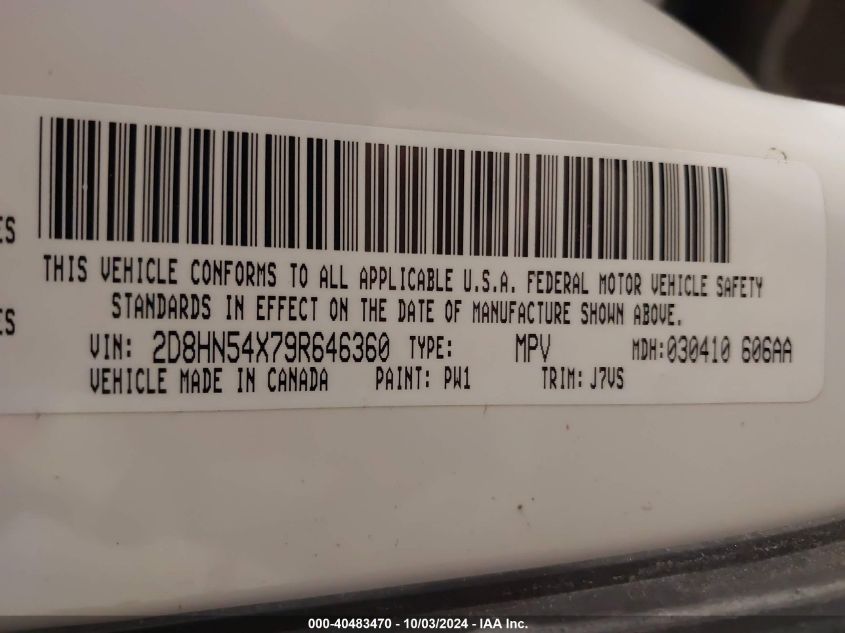 ES
THIS VEHICLE CONFORMS TO ALL APPLICABLE U.S.A. FEDERAL MOTOR VEHICLE SAFETY
STANDARDS IN EFFECT ON THE DATE OF MANUFACTURE SHOWN ABOVE.
ES
VIN: 2D8HN54X79R646360 TYPE: MPV MDH:030410 606AA
VEHICLE MADE IN CANADA PAINT: PW1 TRIM: J7VS
000-40483470 - 10/03/2024 - IAA Inc.